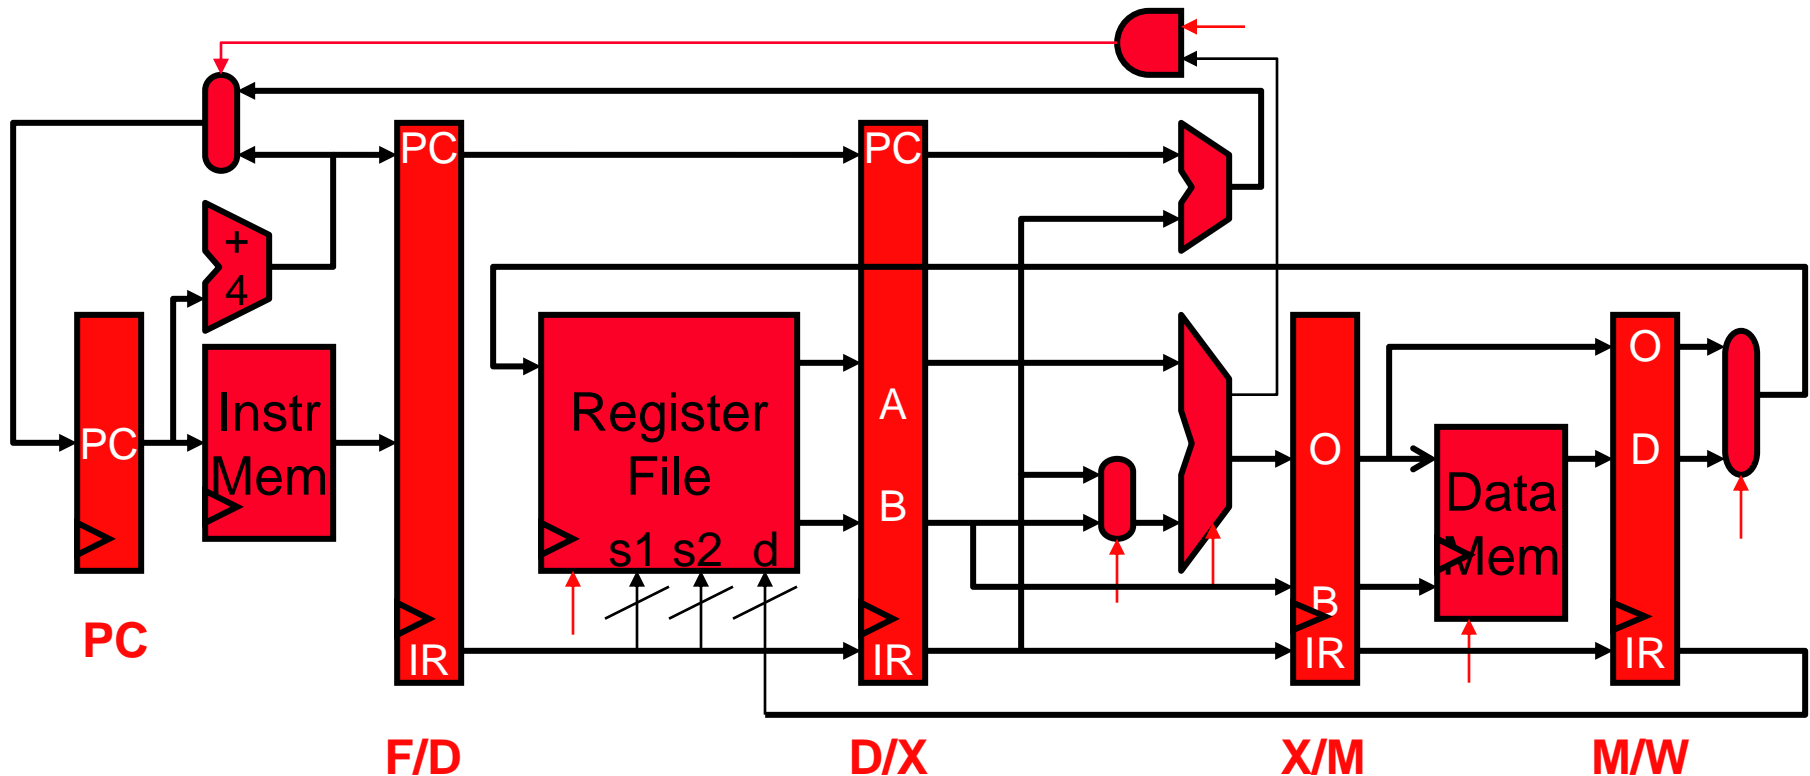 PC
PC
+
4
O
Instr
Mem
Register
File
A
PC
O
D
B
Data
Mem
s1 s2 d
B
PC
IR
IR
IR
IR
F/D
D/X
X/M
M/W